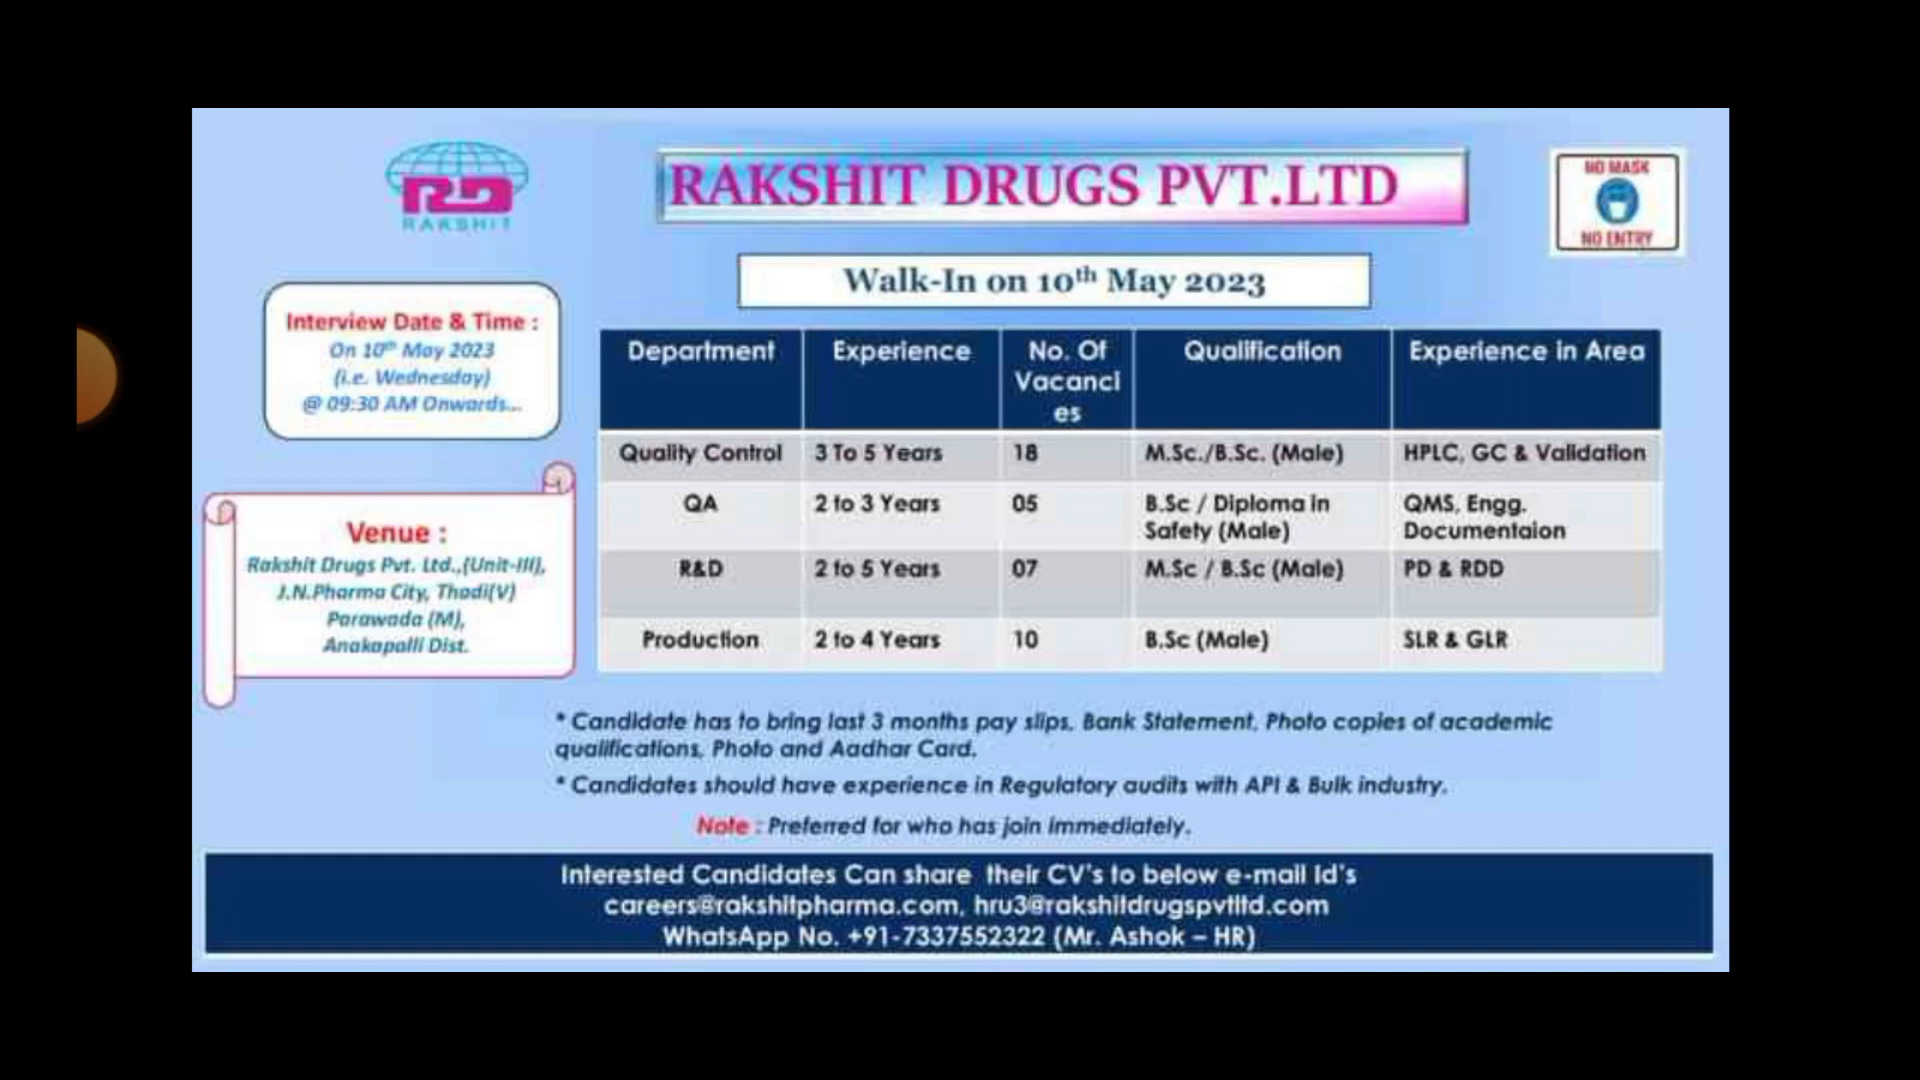 RAKSHIT
RAKSHIT DRUGS PVT.LTD
NO MASK
NO ENTRY
Walk-In on 10th May 2023
Interview Date & Time :
On 10th May 2023
(i.e. Wednesday)
@ 09:30 AM Onwards...
Venue :
Rakshit Drugs Pvt. Ltd.,(Unit-III),
J.N.Pharma City, Thadi(V)
Parawada (M),
Anakapalli Dist.
Department Experience No. Of Vacancies Qualification Experience in Area
Quality Control 3 To 5 Years 18 M.Sc./B.Sc. (Male) HPLC, GC & Validation
QA 2 to 3 Years 05 B.Sc / Diploma in Safety (Male) QMS, Engg. Documentaion
R&D 2 to 5 Years 07 M.Sc / B.Sc (Male) PD & RDD
Production 2 to 4 Years 10 B.Sc (Male) SLR & GLR
* Candidate has to bring last 3 months pay slips, Bank Statement, Photo copies of academic
qualifications, Photo and Aadhar Card.
* Candidates should have experience in Regulatory audits with API & Bulk industry.
Note : Preferred for who has join immediately.
Interested Candidates Can share their CV's to below e-mail id's
careers@rakshitpharma.com, hru3@rakshitdrugspvtltd.com
WhatsApp No. +91-7337552322 (Mr. Ashok – HR)